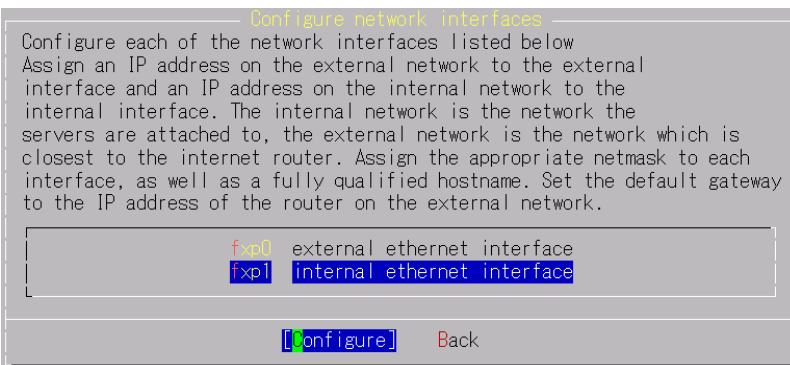 Configure network interfaces
Configure each of the network interfaces listed below
Assign an IP address on the external network to the external
interface and an IP address on the internal network to the
internal interface. The internal network is the network the
servers are attached to, the external network is the network which is
closest to the internet router. Assign the appropriate netmask to each
interface, as well as a fully qualified hostname. Set the default gateway
to the IP address of the router on the external network.
fxp0 external ethernet interface
fxp1 internal ethernet interface
[Configure] Back